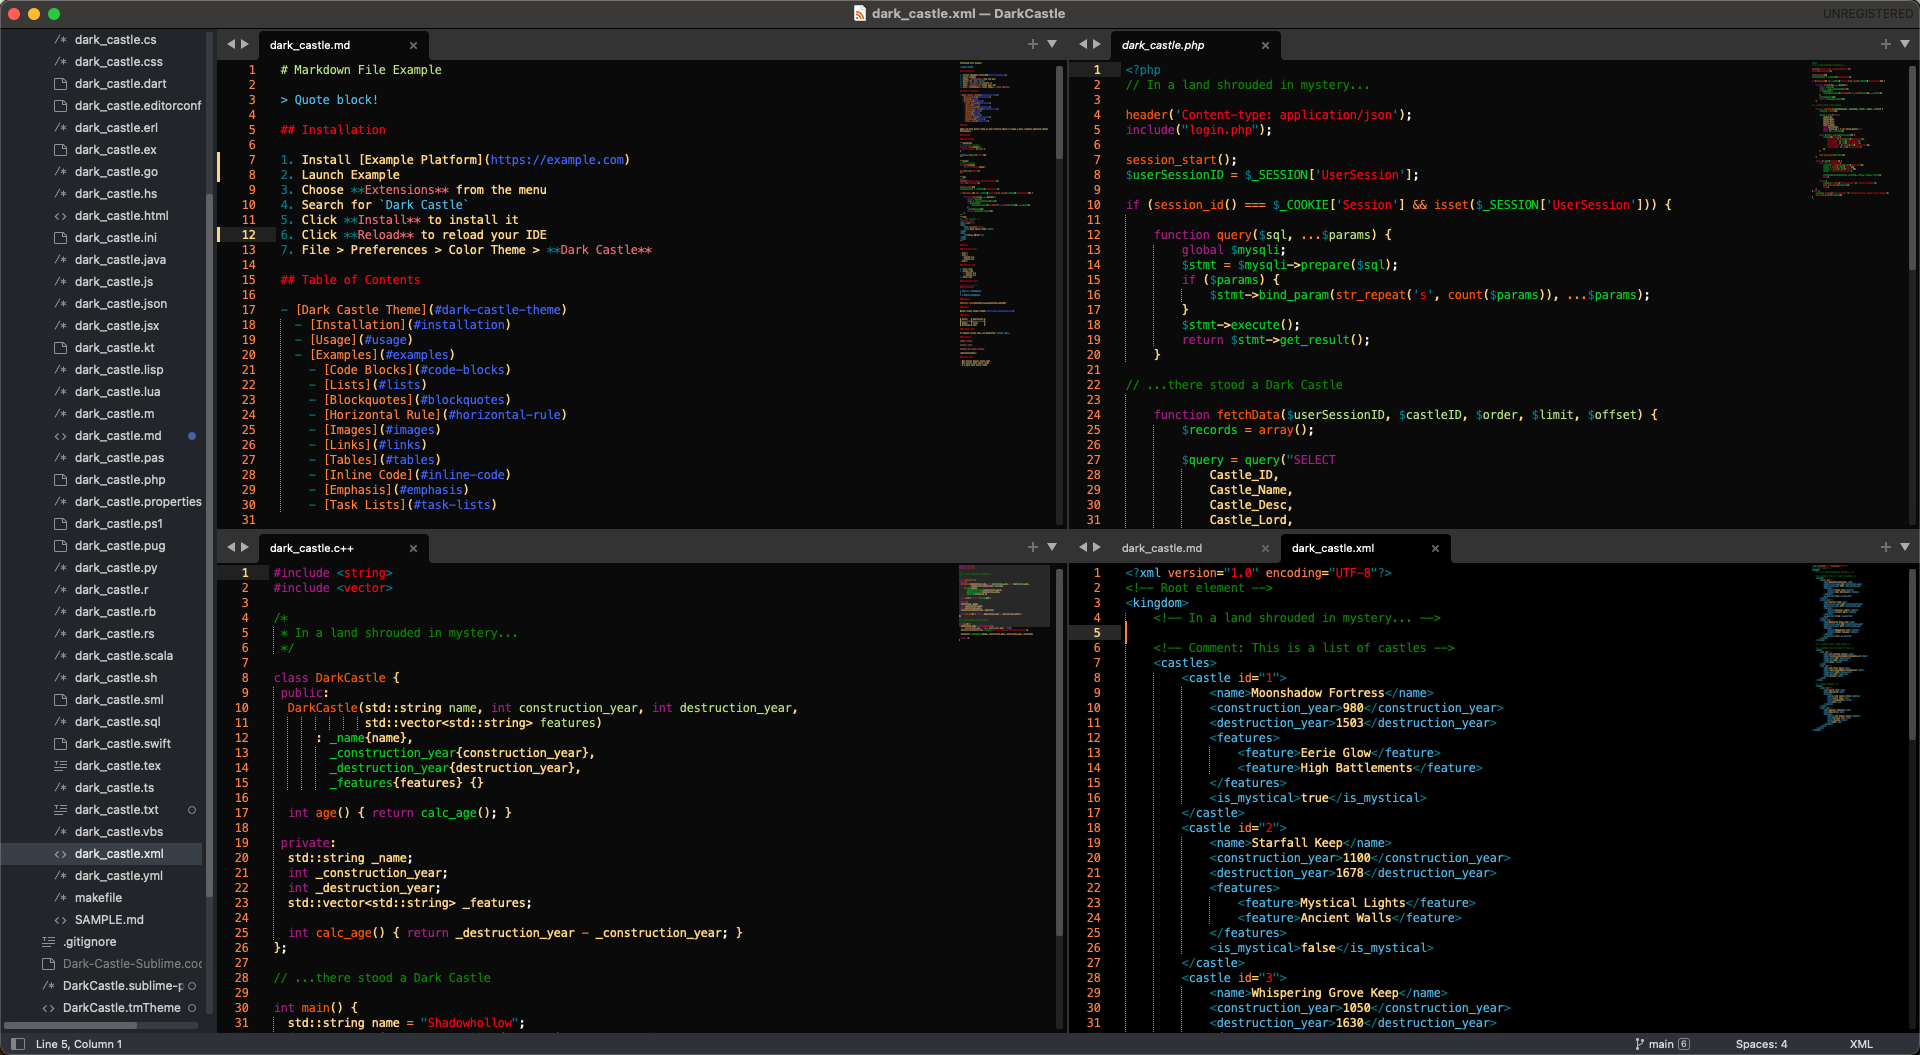 dark_castle.xml — DarkCastle
UNREGISTERED
/* dark_castle.cs
/* dark_castle.css
dark_castle.dart
dark_castle.editorconf
/* dark_castle.erl
dark_castle.ex
/* dark_castle.go
/* dark_castle.hs
<> dark_castle.html
dark_castle.ini
/* dark_castle.java
/* dark_castle.js
/* dark_castle.json
/* dark_castle.jsx
dark_castle.kt
/* dark_castle.lisp
/* dark_castle.lua
/* dark_castle.m
<> dark_castle.md
/* dark_castle.pas
/* dark_castle.php
/* dark_castle.properties
dark_castle.ps1
dark_castle.pug
/* dark_castle.py
/* dark_castle.r
/* dark_castle.rb
/* dark_castle.rs
/* dark_castle.scala
/* dark_castle.sh
dark_castle.sml
/* dark_castle.sql
dark_castle.swift
dark_castle.tex
/* dark_castle.ts
dark_castle.txt
/* dark_castle.vbs
<> dark_castle.xml
/* dark_castle.yml
/* makefile
<> SAMPLE.md
.gitignore
Dark-Castle-Sublime.coc
/* DarkCastle.sublime-p
<> DarkCastle.tmTheme
dark_castle.md ×
1 # Markdown File Example
2
3 > Quote block!
4
5 ## Installation
6
7 1. Install [Example Platform](https://example.com)
8 2. Launch Example
9 3. Choose **Extensions** from the menu
10 4. Search for `Dark Castle`
11 5. Click **Install** to install it
12 6. Click **Reload** to reload your IDE
13 7. File > Preferences > Color Theme > **Dark Castle**
14
15 ## Table of Contents
16
17 - [Dark Castle Theme](#dark-castle-theme)
18 - [Installation](#installation)
19 - [Usage](#usage)
20 - [Examples](#examples)
21 - [Code Blocks](#code-blocks)
22 - [Lists](#lists)
23 - [Blockquotes](#blockquotes)
24 - [Horizontal Rule](#horizontal-rule)
25 - [Images](#images)
26 - [Links](#links)
27 - [Tables](#tables)
28 - [Inline Code](#inline-code)
29 - [Emphasis](#emphasis)
30 - [Task Lists](#task-lists)
31
dark_castle.php ×
1 <?php
2 // In a land shrouded in mystery...
3
4 header('Content-type: application/json');
5 include("login.php");
6
7 session_start();
8 $userSessionID = $_SESSION['UserSession'];
9
10 if (session_id() === $_COOKIE['Session'] && isset($_SESSION['UserSession'])) {
11
12 function query($sql, ...$params) {
13 global $mysqli;
14 $stmt = $mysqli->prepare($sql);
15 if ($params) {
16 $stmt->bind_param(str_repeat('s', count($params)), ...$params);
17 }
18 $stmt->execute();
19 return $stmt->get_result();
20 }
21
22 // ...there stood a Dark Castle
23
24 function fetchData($userSessionID, $castleID, $order, $limit, $offset) {
25 $records = array();
26
27 $query = query("SELECT
28 Castle_ID,
29 Castle_Name,
30 Castle_Desc,
31 Castle_Lord,
dark_castle.c++ ×
1 #include <string>
2 #include <vector>
3
4 /*
5 * In a land shrouded in mystery...
6 */
7
8 class DarkCastle {
9 public:
10 DarkCastle(std::string name, int construction_year, int destruction_year,
11 std::vector<std::string> features)
12 : _name{name},
13 _construction_year{construction_year},
14 _destruction_year{destruction_year},
15 _features{features} {}
16
17 int age() { return calc_age(); }
18
19 private:
20 std::string _name;
21 int _construction_year;
22 int _destruction_year;
23 std::vector<std::string> _features;
24
25 int calc_age() { return _destruction_year - _construction_year; }
26 };
27
28 // ...there stood a Dark Castle
29
30 int main() {
31 std::string name = "Shadowhollow";
dark_castle.md × dark_castle.xml ×
1 <?xml version="1.0" encoding="UTF-8"?>
2 <!-- Root element -->
3 <kingdom>
4 <!-- In a land shrouded in mystery... -->
5
6 <!-- Comment: This is a list of castles -->
7 <castles>
8 <castle id="1">
9 <name>Moonshadow Fortress</name>
10 <construction_year>980</construction_year>
11 <destruction_year>1503</destruction_year>
12 <features>
13 <feature>Eerie Glow</feature>
14 <feature>High Battlements</feature>
15 </features>
16 <is_mystical>true</is_mystical>
17 </castle>
18 <castle id="2">
19 <name>Starfall Keep</name>
20 <construction_year>1100</construction_year>
21 <destruction_year>1678</destruction_year>
22 <features>
23 <feature>Mystical Lights</feature>
24 <feature>Ancient Walls</feature>
25 </features>
26 <is_mystical>false</is_mystical>
27 </castle>
28 <castle id="3">
29 <name>Whispering Grove Keep</name>
30 <construction_year>1050</construction_year>
31 <destruction_year>1630</destruction_year>
Line 5, Column 1
main 6
Spaces: 4
XML